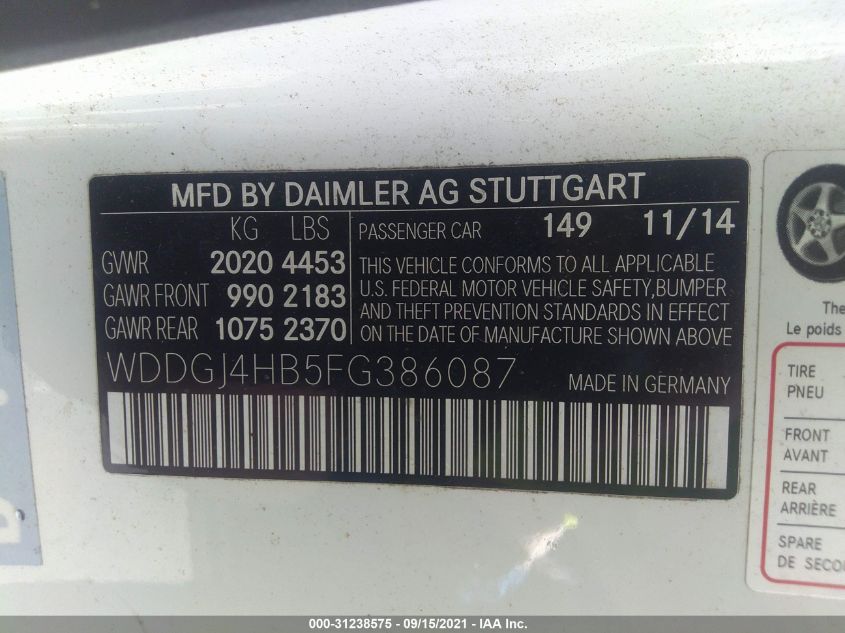 MFD BY DAIMLER AG STUTTGART
KG LBS
GVWR 2020 4453
GAWR FRONT 990 2183
GAWR REAR 1075 2370
PASSENGER CAR 149 11/14
THIS VEHICLE CONFORMS TO ALL APPLICABLE
U.S. FEDERAL MOTOR VEHICLE SAFETY,BUMPER
AND THEFT PREVENTION STANDARDS IN EFFECT
ON THE DATE OF MANUFACTURE SHOWN ABOVE
WDDGJ4HB5FG386087 MADE IN GERMANY
The
Le poids
TIRE
PNEU
FRONT
AVANT
REAR
ARRIÈRE
SPARE
DE SECO
000-31238575 - 09/15/2021 - IAA Inc.